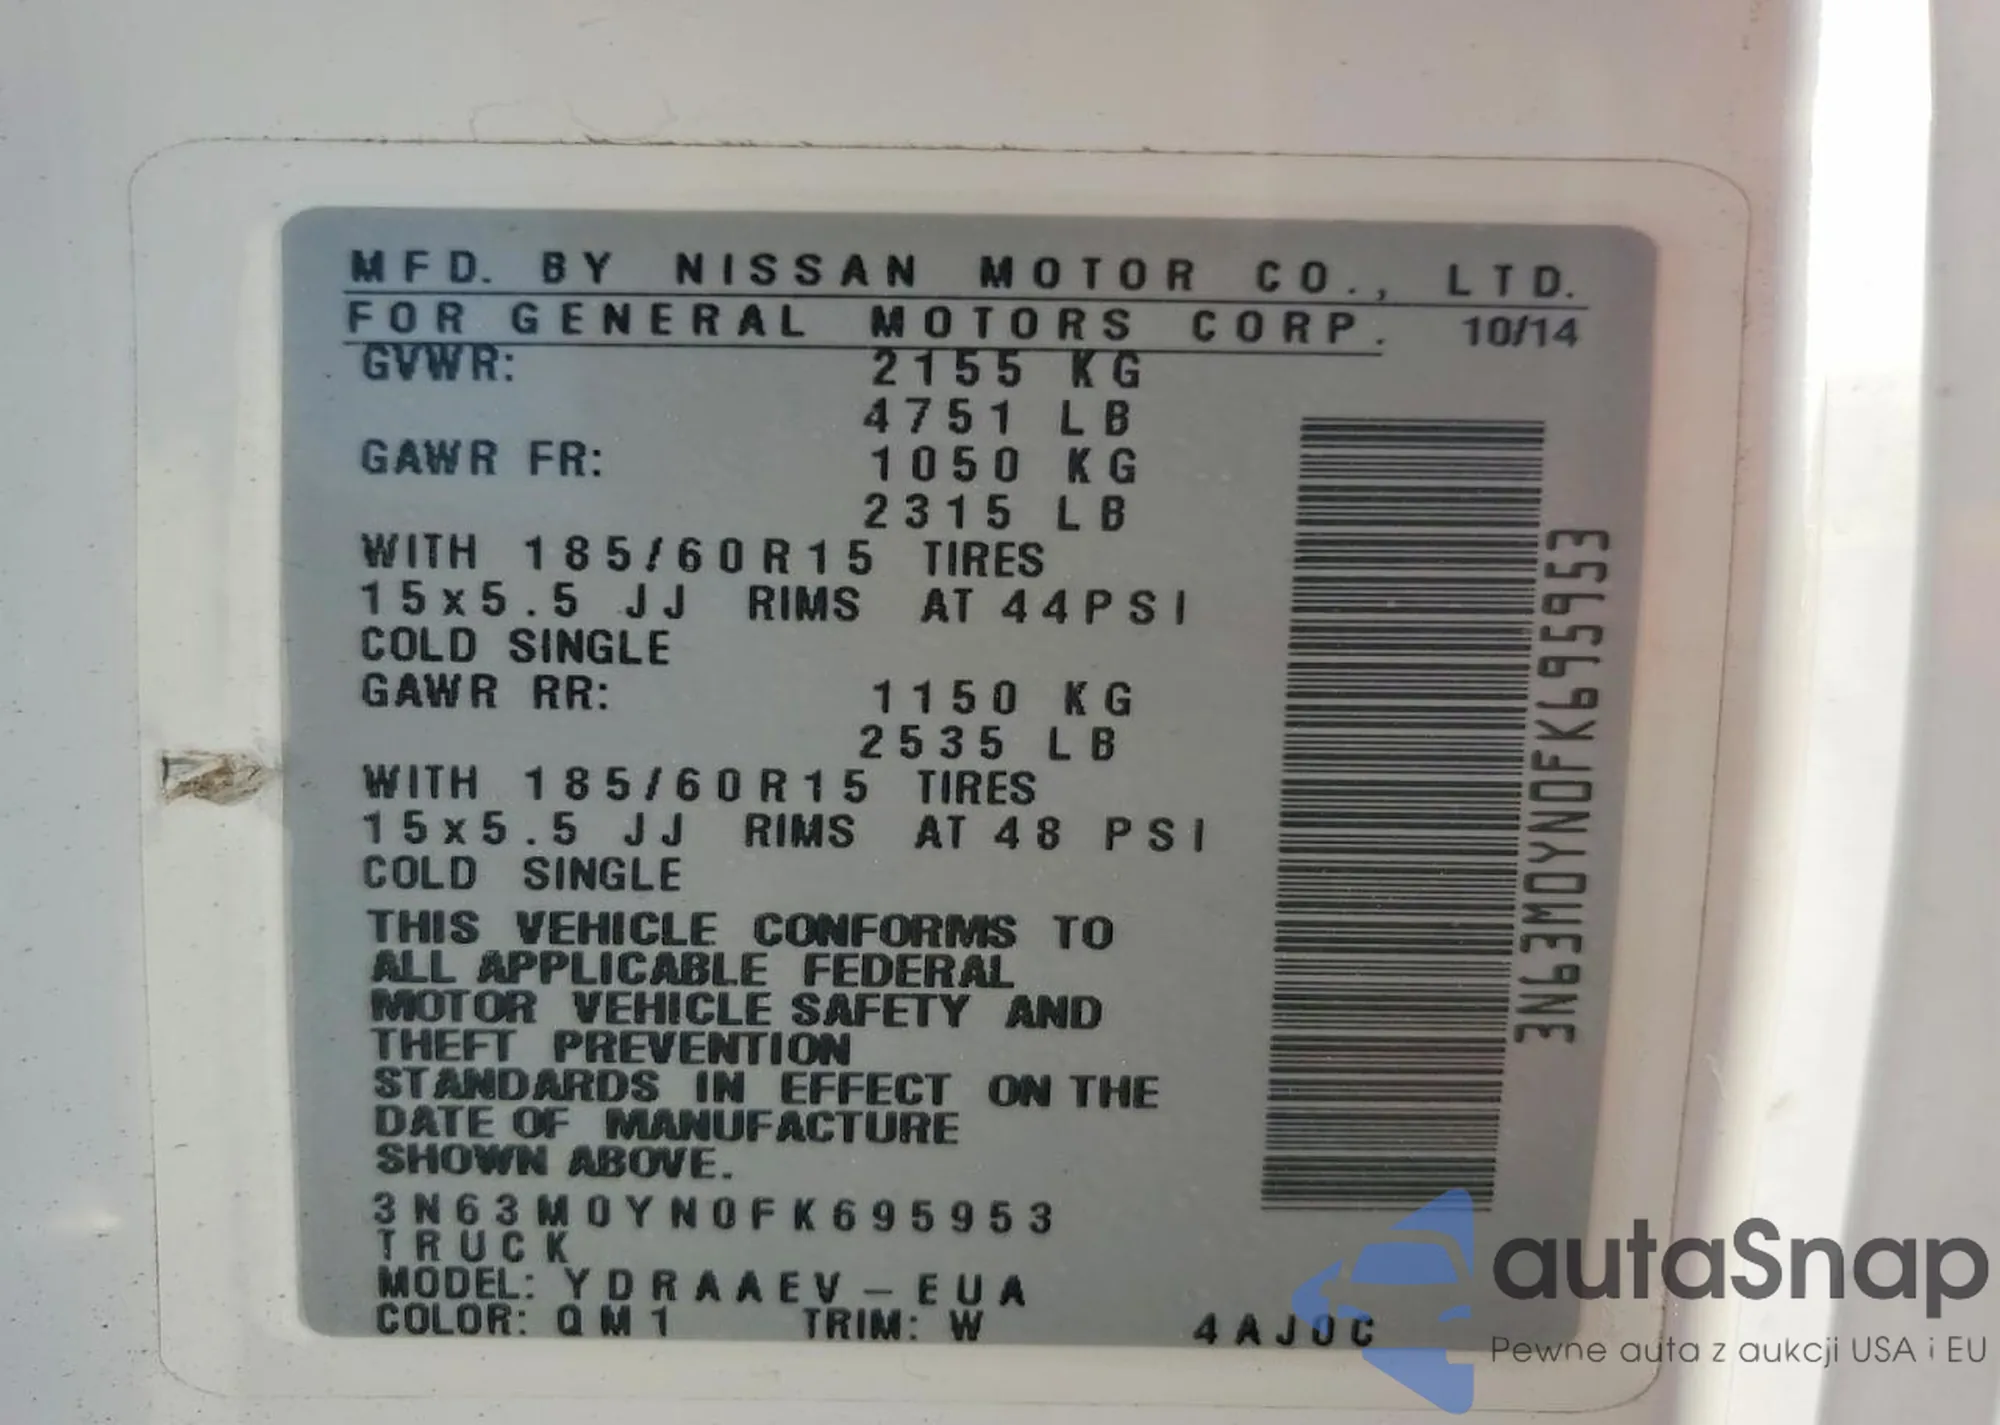 MFD. BY NISSAN MOTOR CO., LTD.
FOR GENERAL MOTORS CORP. 10/14
GVWR: 2155 KG
4751 LB
GAWR FR: 1050 KG
2315 LB
WITH 185/60R15 TIRES
15x5.5 JJ RIMS AT 44PSI
COLD SINGLE
GAWR RR: 1150 KG
2535 LB
WITH 185/60R15 TIRES
15x5.5 JJ RIMS AT 48 PSI
COLD SINGLE
THIS VEHICLE CONFORMS TO
ALL APPLICABLE FEDERAL
MOTOR VEHICLE SAFETY AND
THEFT PREVENTION
STANDARDS IN EFFECT ON THE
DATE OF MANUFACTURE
SHOWN ABOVE.
3N63M0YN0FK695953
TRUCK
MODEL: YDRAAEV-EUA
COLOR: QM1 TRIM: W 4AJ0C
3N63M0YN0FK695953
autaSnap
Pewne auta z aukcji USA i EU